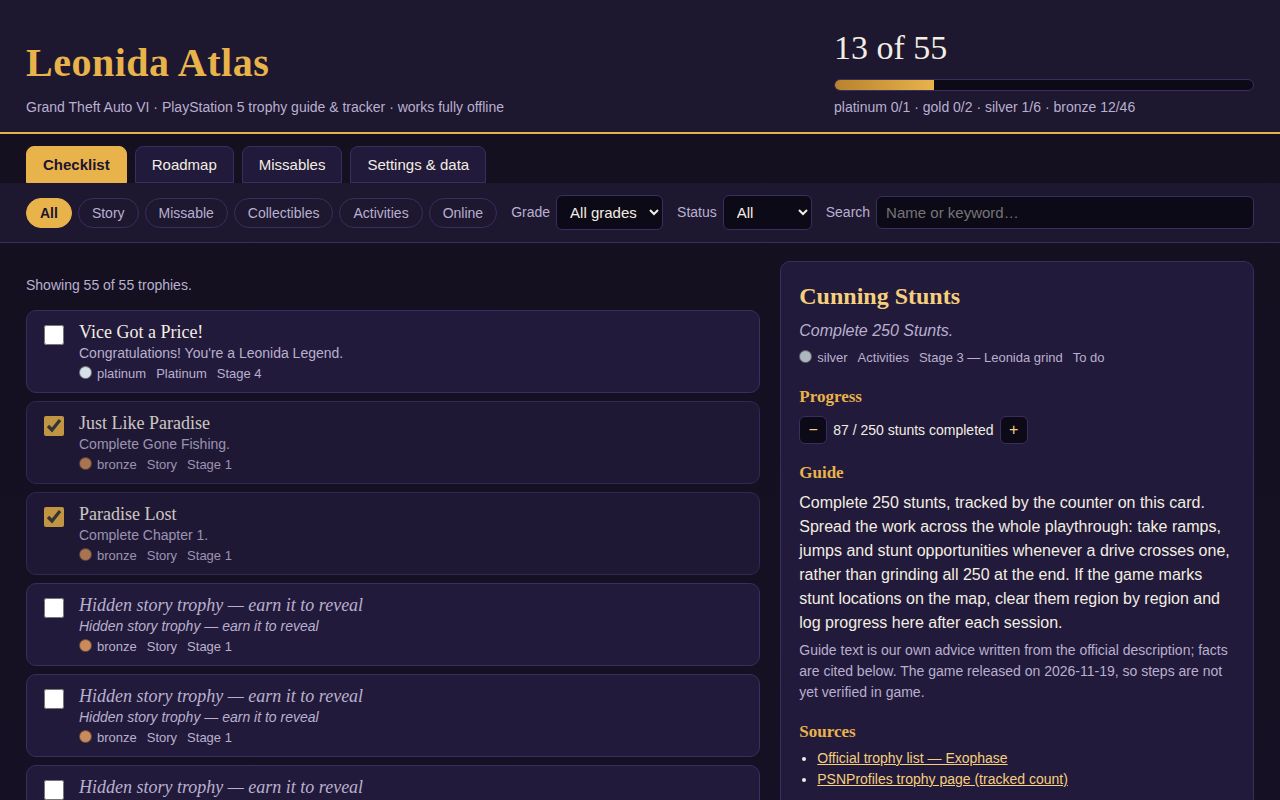 Leonida Atlas
Grand Theft Auto VI · PlayStation 5 trophy guide & tracker · works fully offline
13 of 55
platinum 0/1 · gold 0/2 · silver 1/6 · bronze 12/46
Checklist Roadmap Missables Settings & data
All Story Missable Collectibles Activities Online Grade All grades Status All Search Name or keyword…
Showing 55 of 55 trophies.
Vice Got a Price!
Congratulations! You're a Leonida Legend.
platinum Platinum Stage 4
Just Like Paradise
Complete Gone Fishing.
bronze Story Stage 1
Paradise Lost
Complete Chapter 1.
bronze Story Stage 1
Hidden story trophy — earn it to reveal
Hidden story trophy — earn it to reveal
bronze Story Stage 1
Hidden story trophy — earn it to reveal
Hidden story trophy — earn it to reveal
bronze Story Stage 1
Hidden story trophy — earn it to reveal
Cunning Stunts
Complete 250 Stunts.
silver Activities Stage 3 — Leonida grind To do
Progress
− 87 / 250 stunts completed +
Guide
Complete 250 stunts, tracked by the counter on this card.
Spread the work across the whole playthrough: take ramps,
jumps and stunt opportunities whenever a drive crosses one,
rather than grinding all 250 at the end. If the game marks
stunt locations on the map, clear them region by region and
log progress here after each session.
Guide text is our own advice written from the official description; facts
are cited below. The game released on 2026-11-19, so steps are not
yet verified in game.
Sources
• Official trophy list — Exophase
• PSNProfiles trophy page (tracked count)